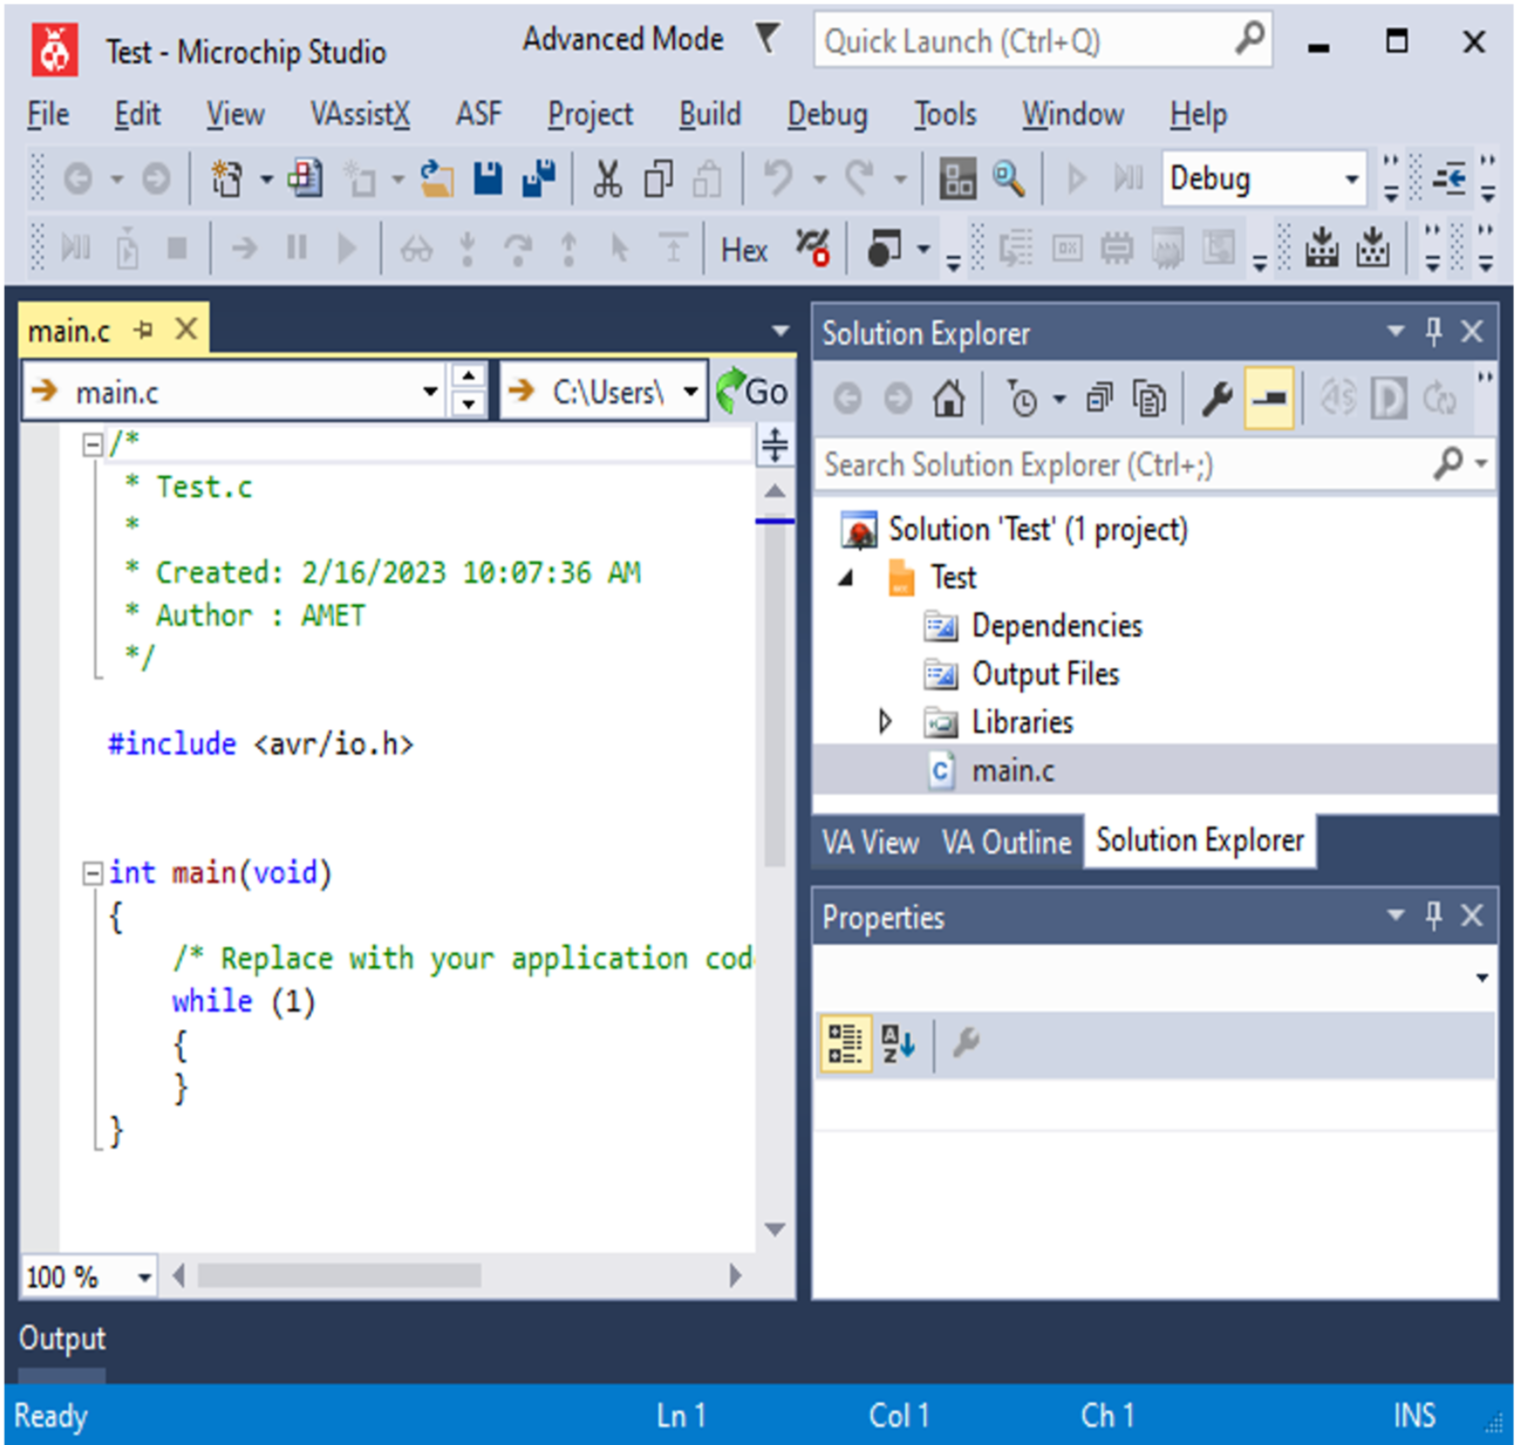 Test - Microchip Studio
Advanced Mode
Quick Launch (Ctrl+Q)
File Edit View VAssistX ASF Project Build Debug Tools Window Help
Debug
Hex
main.c
main.c
C:\Users\
Go
/*
* Test.c
*
* Created: 2/16/2023 10:07:36 AM
* Author : AMET
*/
#include <avr/io.h>
int main(void)
{
/* Replace with your application cod
while (1)
{
}
}
100 %
Solution Explorer
Search Solution Explorer (Ctrl+;)
Solution 'Test' (1 project)
Test
Dependencies
Output Files
Libraries
main.c
VA View VA Outline Solution Explorer
Properties
Output
Ready Ln 1 Col 1 Ch 1 INS